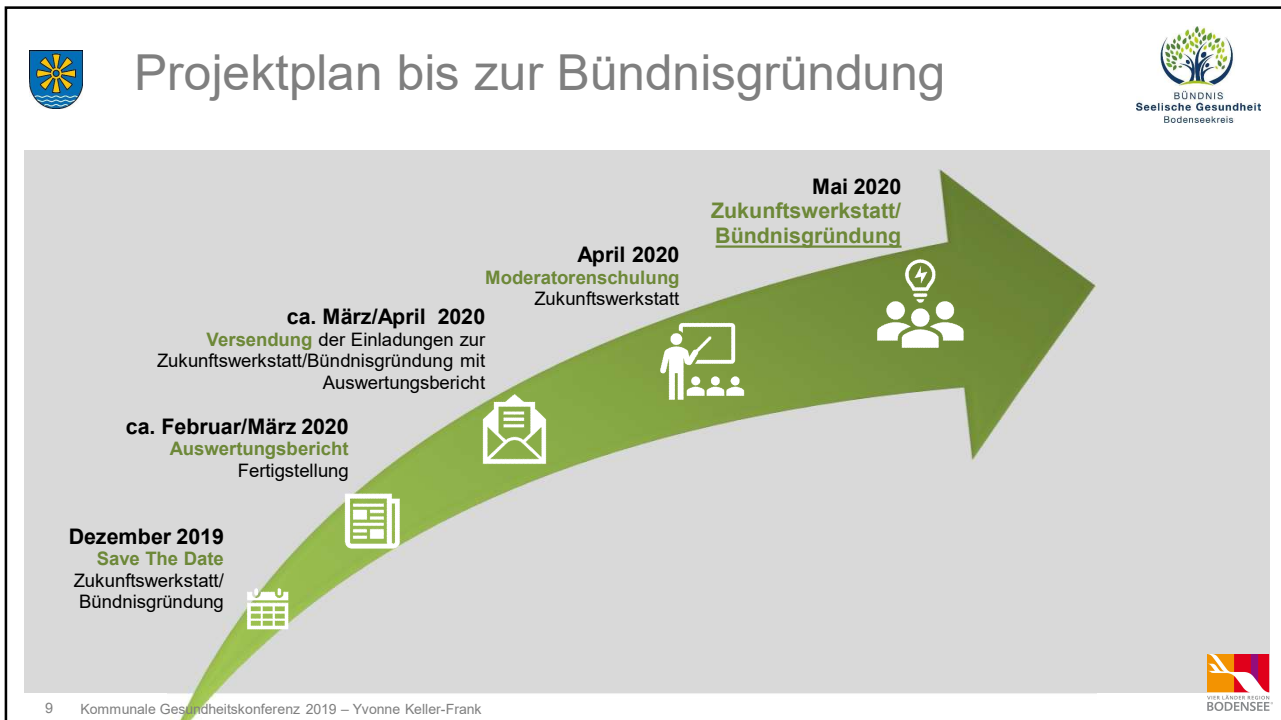 Projektplan bis zur Bündnisgründung
BÜNDNIS
Seelische Gesundheit
Bodenseekreis
Mai 2020
Zukunftswerkstatt/
Bündnisgründung
April 2020
Moderatorenschulung
Zukunftswerkstatt
ca. März/April 2020
Versendung der Einladungen zur
Zukunftswerkstatt/Bündnisgründung mit
Auswertungsbericht
ca. Februar/März 2020
Auswertungsbericht
Fertigstellung
Dezember 2019
Save The Date
Zukunftswerkstatt/
Bündnisgründung
9 Kommunale Gesundheitskonferenz 2019 – Yvonne Keller-Frank
VIER LÄNDER REGION
BODENSEE